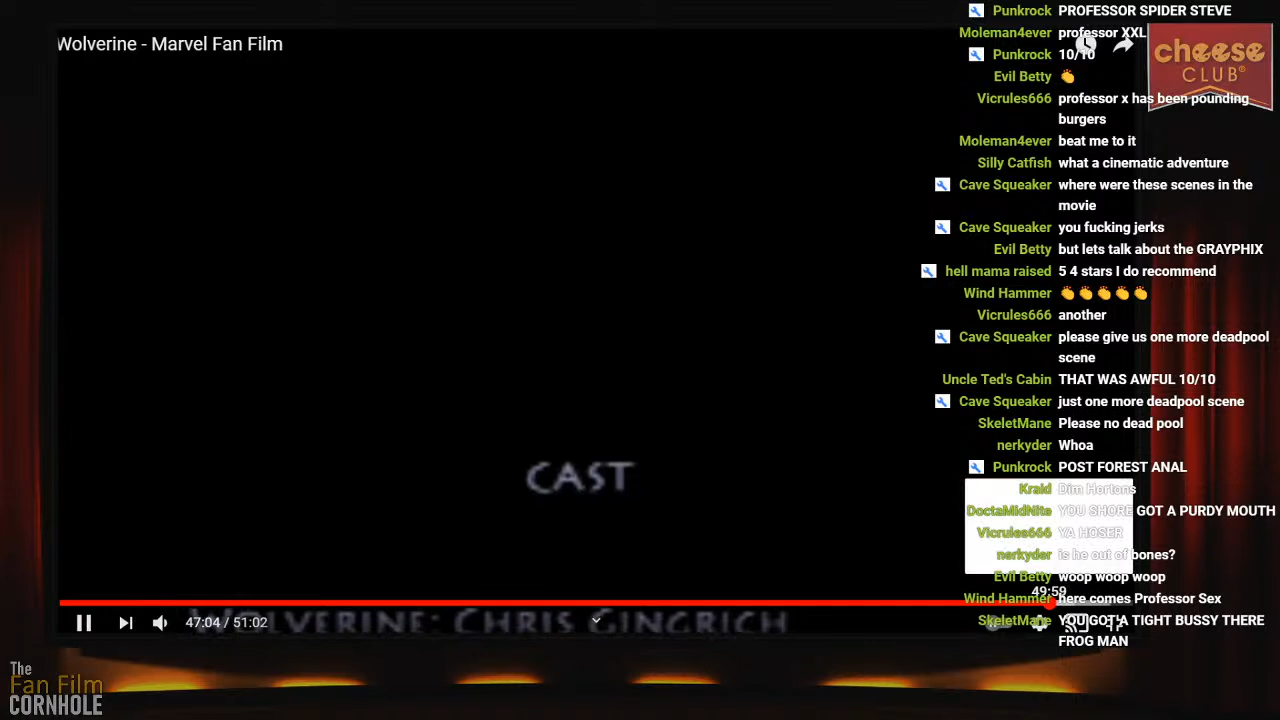 Wolverine - Marvel Fan Film
Punkrock PROFESSOR SPIDER STEVE
Moleman4ever professor XXL
Punkrock 10/10
Evil Betty 👏
Vicrules666 professor x has been pounding
burgers
Moleman4ever beat me to it
Silly Catfish what a cinematic adventure
Cave Squeaker where were these scenes in the
movie
Cave Squeaker you fucking jerks
Evil Betty but lets talk about the GRAYPHIX
hell mama raised 5 4 stars I do recommend
Wind Hammer 👏👏👏👏👏
Vicrules666 another
Cave Squeaker please give us one more deadpool
scene
Uncle Ted's Cabin THAT WAS AWFUL 10/10
Cave Squeaker just one more deadpool scene
SkeletMane Please no dead pool
nerkyder Whoa
Punkrock POST FOREST ANAL
Kraid Dim Hortons
DoctaMidNite YOU SHORE GOT A PURDY MOUTH
Vicrules666 YA HOSER
nerkyder is he out of bones?
Evil Betty woop woop woop
Wind Hammer here comes Professor Sex
SkeletMane YOU GOT A TIGHT BUSSY THERE
FROG MAN
cheese
CLUB®
CAST
WOLVERINE: CHRIS GINGRICH
49:59
47:04 / 51:02
The
Fan Film
CORNHOLE